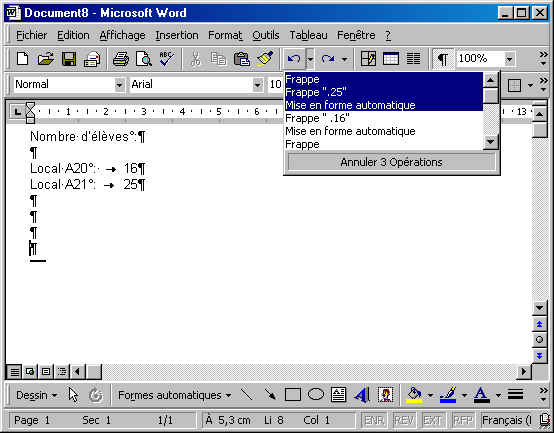 Document8 - Microsoft Word
Fichier Edition Affichage Insertion Format Outils Tableau Fenêtre ?
ABC
¶ 100%
Normal Arial 10
Frappe
Frappe ".25"
Mise en forme automatique
Frappe " .16"
Mise en forme automatique
Frappe
Annuler 3 Opérations
1 2 3 4 5 6 13
Nombre·d'élèves°:¶
¶
Local·A20°:· → 16¶
Local·A21°: → 25¶
¶
¶
¶
¶
Dessin Formes automatiques
Page 1 Sec 1 1/1 À 5,3 cm Li 8 Col 1 ENR REV EXT RFP Français (